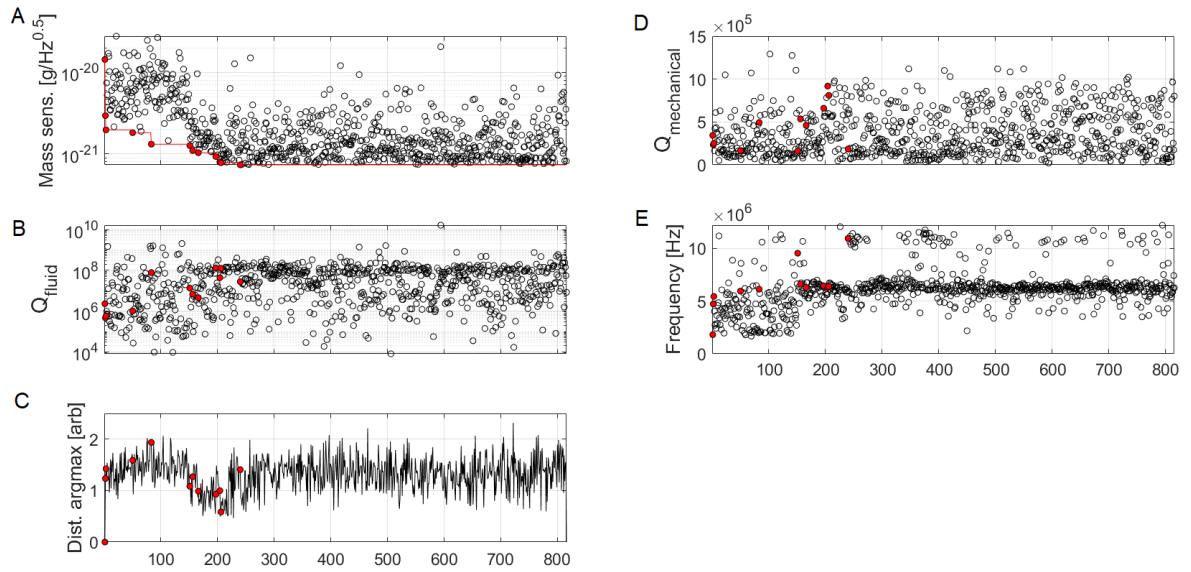 A
Mass sens. [g/Hz^0.5]
10^-20
10^-21
B
Q_fluid
10^10
10^8
10^6
10^4
C
Dist. argmax [arb]
2
1
0
100 200 300 400 500 600 700 800
D
× 10^5
Q_mechanical
15
10
5
0
E
× 10^6
Frequency [Hz]
10
5
0
100 200 300 400 500 600 700 800